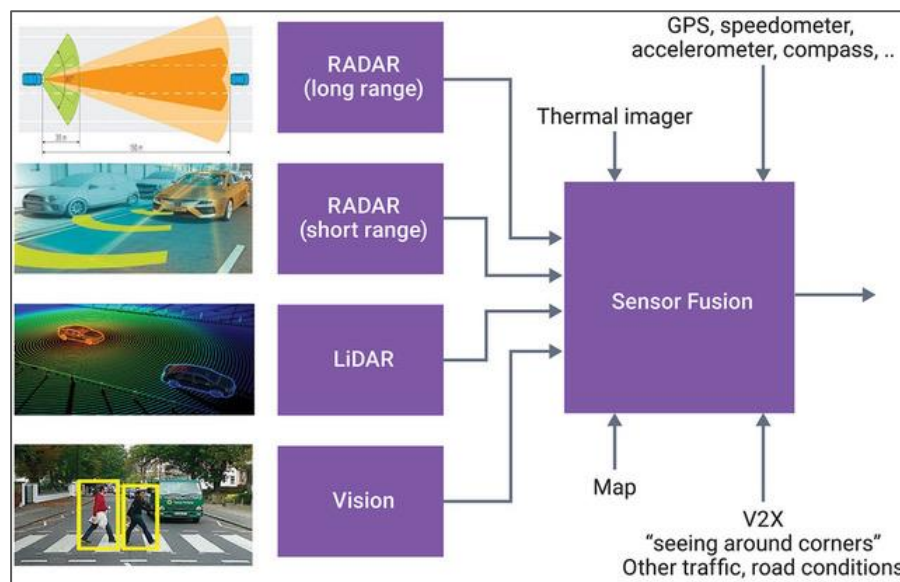 GPS, speedometer,
accelerometer, compass, ..
RADAR
(long range)
Thermal imager
RADAR
(short range)
Sensor Fusion
LiDAR
Vision
Map
V2X
“seeing around corners”
Other traffic, road conditions